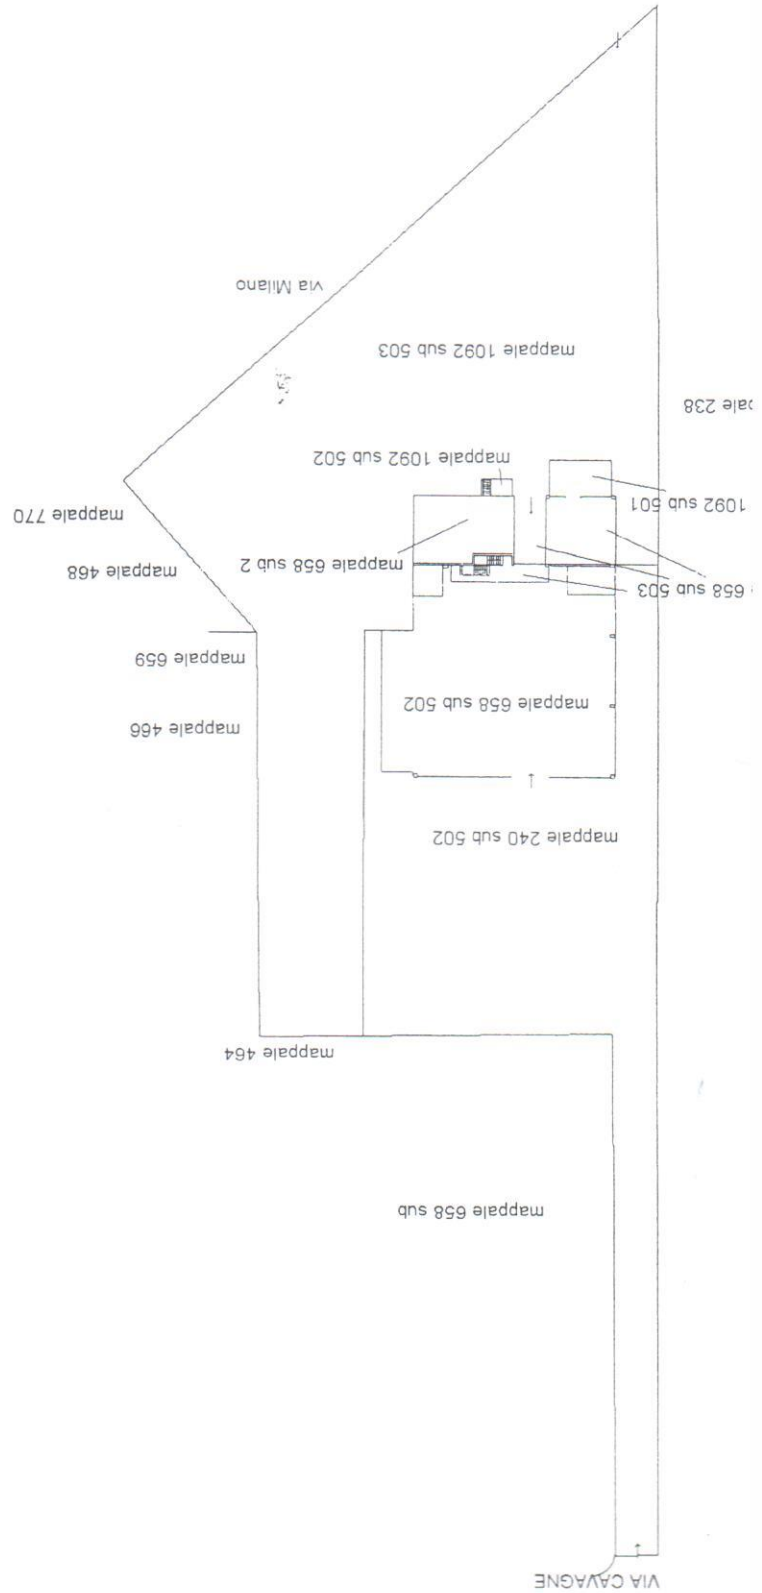 VIA CAVAGNE
mappale 658 sub
mappale 464
mappale 240 sub 502
mappale 466
mappale 658 sub 502
mappale 659
658 sub 503
mappale 658 sub 2
mappale 468
1092 sub 501
mappale 770
mappale 1092 sub 502
pale 238
mappale 1092 sub 503
via Milano